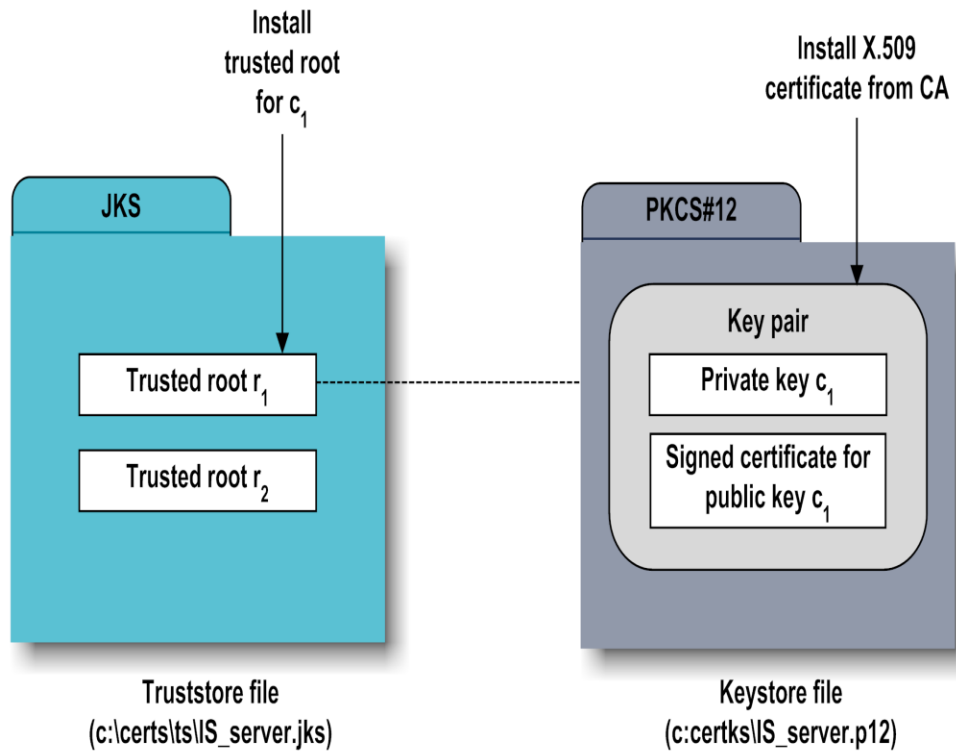 Install
trusted root
for c₁
Install X.509
certificate from CA
JKS
PKCS#12
Key pair
Trusted root r₁
Private key c₁
Trusted root r₂
Signed certificate for
public key c₁
Truststore file
(c:\certs\ts\IS_server.jks)
Keystore file
(c:certks\IS_server.p12)